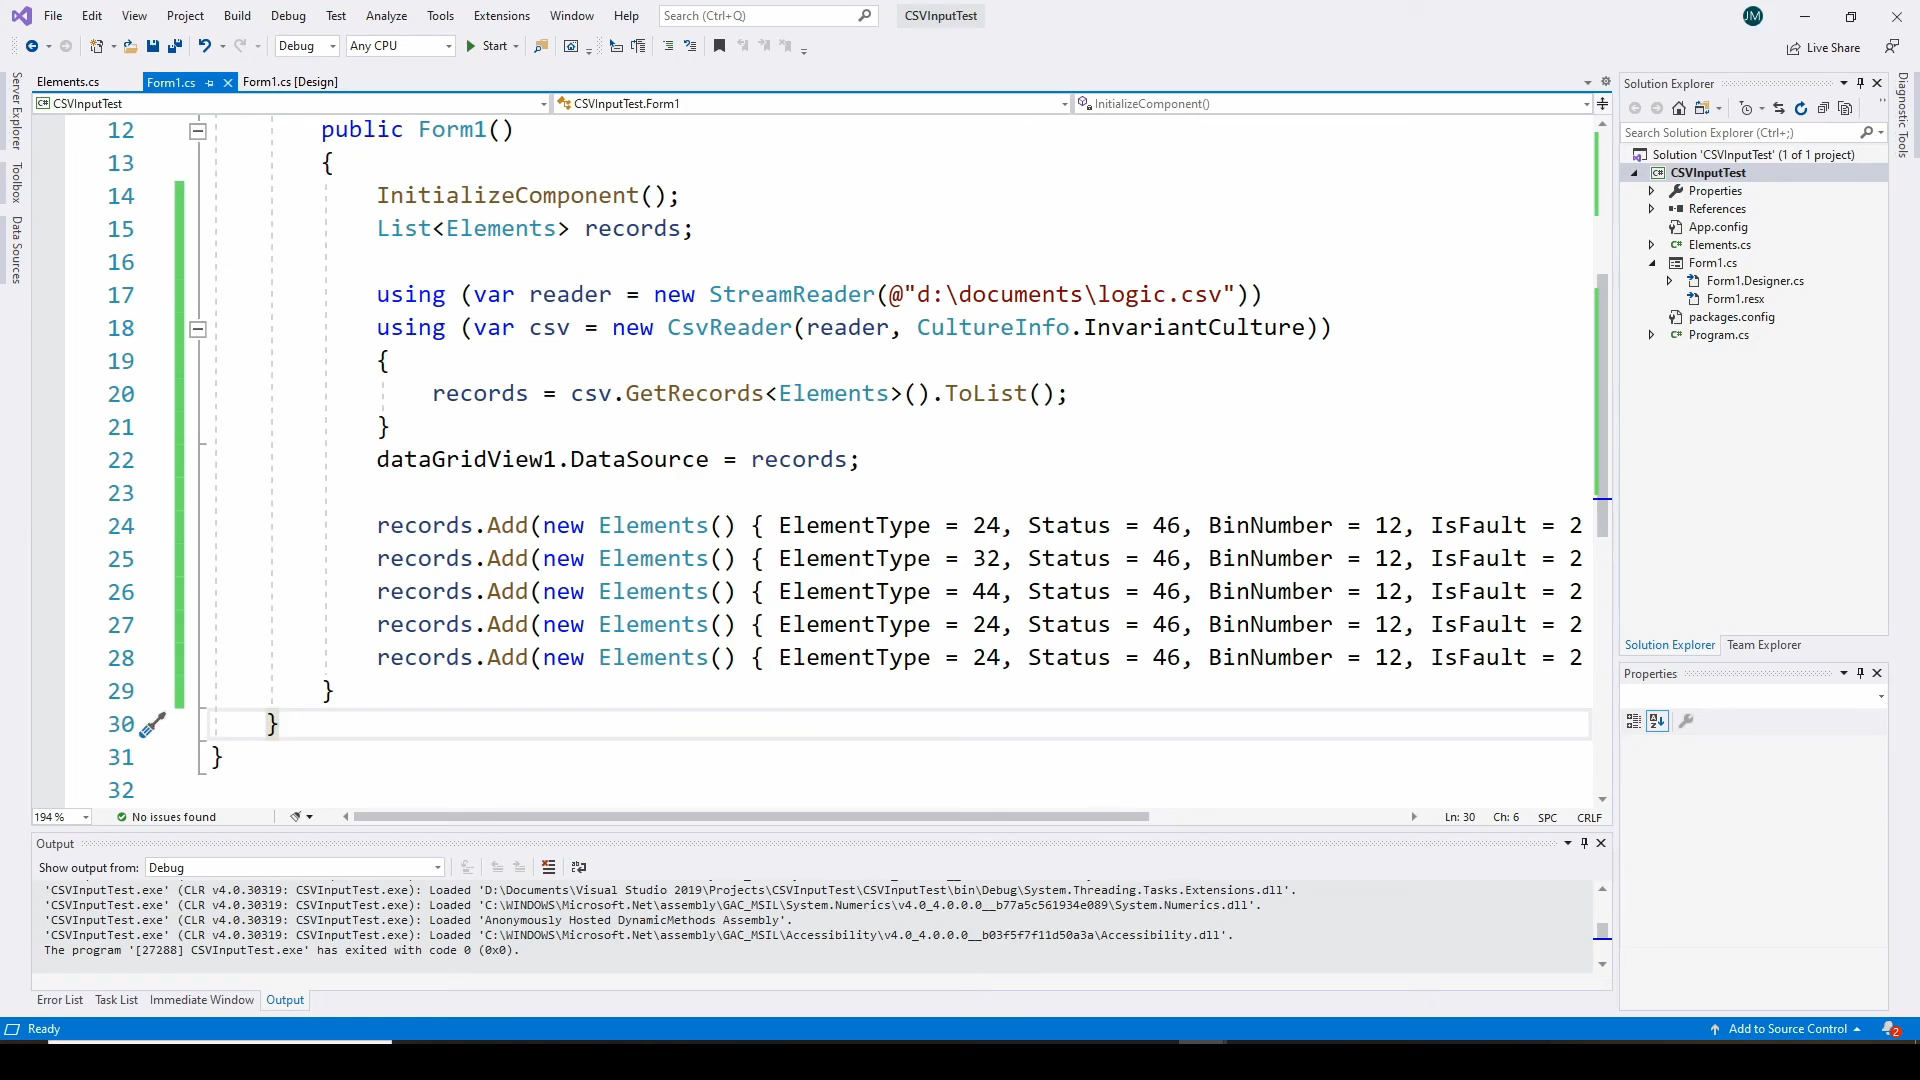 File Edit View Project Build Debug Test Analyze Tools Extensions Window Help Search (Ctrl+Q) CSVInputTest JM
Debug Any CPU Start Live Share
Elements.cs Form1.cs Form1.cs [Design]
CSVInputTest CSVInputTest.Form1 InitializeComponent()
Server Explorer
Toolbox
Data Sources
12 public Form1()
13 {
14 InitializeComponent();
15 List<Elements> records;
16
17 using (var reader = new StreamReader(@"d:\documents\logic.csv"))
18 using (var csv = new CsvReader(reader, CultureInfo.InvariantCulture))
19 {
20 records = csv.GetRecords<Elements>().ToList();
21 }
22 dataGridView1.DataSource = records;
23
24 records.Add(new Elements() { ElementType = 24, Status = 46, BinNumber = 12, IsFault = 2
25 records.Add(new Elements() { ElementType = 32, Status = 46, BinNumber = 12, IsFault = 2
26 records.Add(new Elements() { ElementType = 44, Status = 46, BinNumber = 12, IsFault = 2
27 records.Add(new Elements() { ElementType = 24, Status = 46, BinNumber = 12, IsFault = 2
28 records.Add(new Elements() { ElementType = 24, Status = 46, BinNumber = 12, IsFault = 2
29 }
30 }
31 }
32
194 % No issues found Ln: 30 Ch: 6 SPC CRLF
Output
Show output from: Debug
'CSVInputTest.exe' (CLR v4.0.30319: CSVInputTest.exe): Loaded 'D:\Documents\Visual Studio 2019\Projects\CSVInputTest\CSVInputTest\bin\Debug\System.Threading.Tasks.Extensions.dll'.
'CSVInputTest.exe' (CLR v4.0.30319: CSVInputTest.exe): Loaded 'C:\WINDOWS\Microsoft.Net\assembly\GAC_MSIL\System.Numerics\v4.0_4.0.0.0__b77a5c561934e089\System.Numerics.dll'.
'CSVInputTest.exe' (CLR v4.0.30319: CSVInputTest.exe): Loaded 'Anonymously Hosted DynamicMethods Assembly'.
'CSVInputTest.exe' (CLR v4.0.30319: CSVInputTest.exe): Loaded 'C:\WINDOWS\Microsoft.Net\assembly\GAC_MSIL\Accessibility\v4.0_4.0.0.0__b03f5f7f11d50a3a\Accessibility.dll'.
The program '[27288] CSVInputTest.exe' has exited with code 0 (0x0).
Error List Task List Immediate Window Output
Solution Explorer
Search Solution Explorer (Ctrl+;)
Solution 'CSVInputTest' (1 of 1 project)
CSVInputTest
Properties
References
App.config
Elements.cs
Form1.cs
Form1.Designer.cs
Form1.resx
packages.config
Program.cs
Solution Explorer Team Explorer
Properties
Diagnostic Tools
Ready Add to Source Control 2